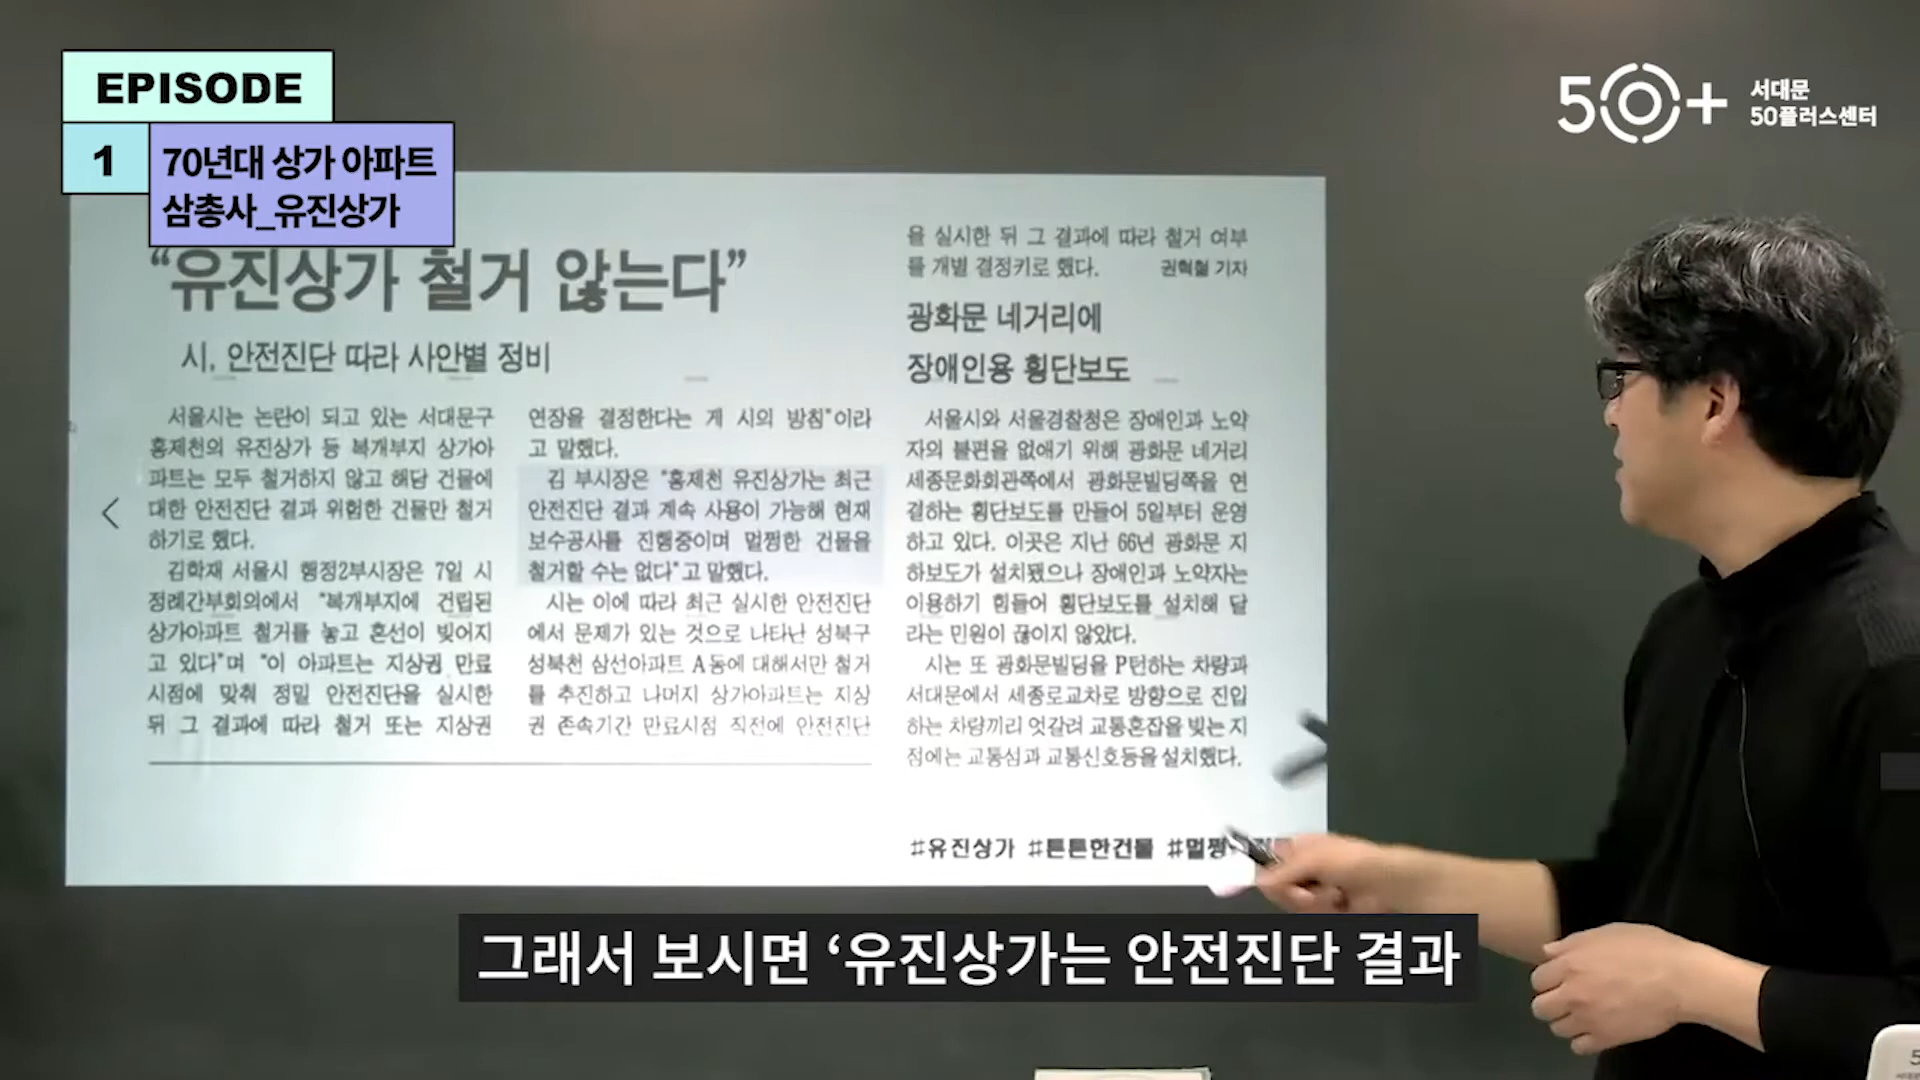 EPISODE
1
70년대 상가 아파트
삼총사_유진상가
50+
서대문
50플러스센터
“유진상가 철거 않는다”
시, 안전진단 따라 사안별 정비
서울시는 논란이 되고 있는 서대문구
홍제천의 유진상가 등 복개부지 상가아
파트는 모두 철거하지 않고 해당 건물에
대한 안전진단 결과 위험한 건물만 철거
하기로 했다.
김학재 서울시 행정2부시장은 7일 시
정례간부회의에서 “복개부지에 건립된
상가아파트 철거를 놓고 혼선이 빚어지
고 있다”며 “이 아파트는 지상권 만료
시점에 맞춰 정밀 안전진단을 실시한
뒤 그 결과에 따라 철거 또는 지상권
연장을 결정한다는 게 시의 방침”이라
고 말했다.
김 부시장은 “홍제천 유진상가는 최근
안전진단 결과 계속 사용이 가능해 현재
보수공사를 진행중이며 멀쩡한 건물을
철거할 수는 없다”고 말했다.
시는 이에 따라 최근 실시한 안전진단
에서 문제가 있는 것으로 나타난 성북구
성북천 삼선아파트 A동에 대해서만 철거
를 추진하고 나머지 상가아파트는 지상
권 존속기간 만료시점 직전에 안전진단
을 실시한 뒤 그 결과에 따라 철거 여부
를 개별 결정키로 했다. 권혁철 기자
광화문 네거리에
장애인용 횡단보도
서울시와 서울경찰청은 장애인과 노약
자의 불편을 없애기 위해 광화문 네거리
세종문화회관쪽에서 광화문빌딩쪽을 연
결하는 횡단보도를 만들어 5일부터 운영
하고 있다. 이곳은 지난 66년 광화문 지
하보도가 설치됐으나 장애인과 노약자는
이용하기 힘들어 횡단보도를 설치해 달
라는 민원이 끊이지 않았다.
시는 또 광화문빌딩을 P턴하는 차량과
서대문에서 세종로교차로 방향으로 진입
하는 차량끼리 엇갈려 교통혼잡을 빚는 지
점에는 교통섬과 교통신호등을 설치했다.
#유진상가 #튼튼한건물 #멀쩡
그래서 보시면 ‘유진상가는 안전진단 결과